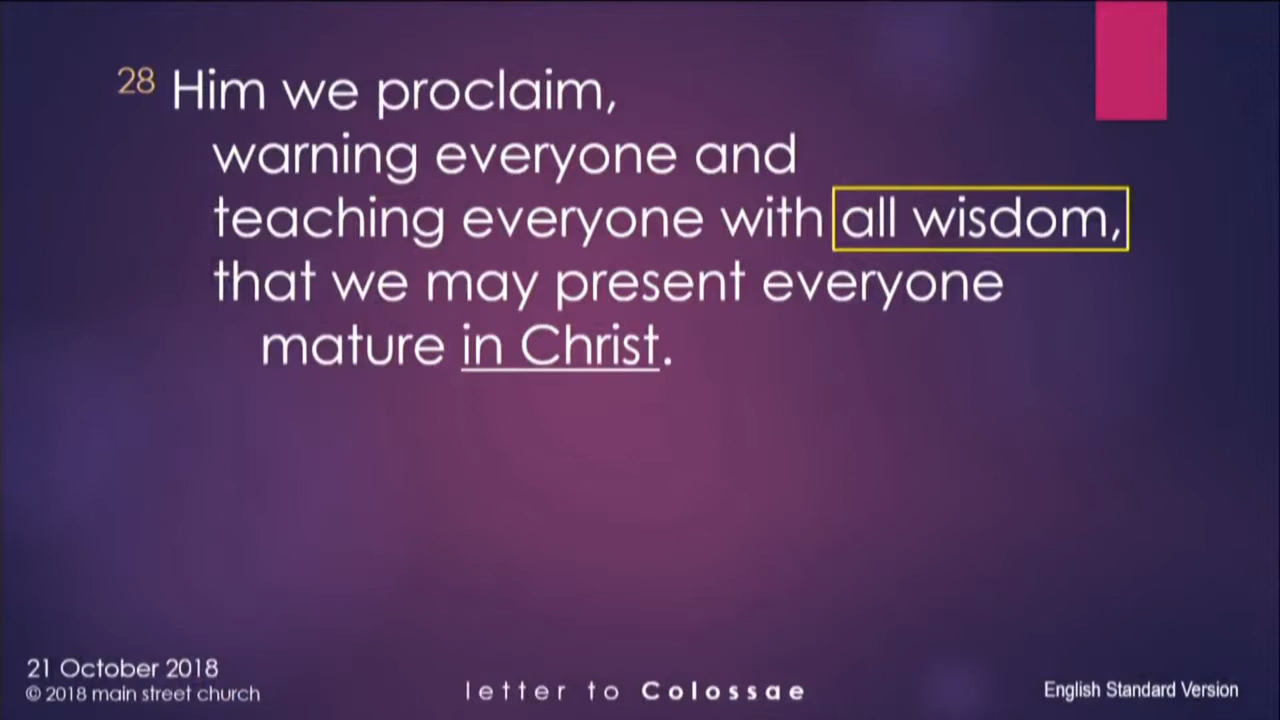 28 Him we proclaim,
warning everyone and
teaching everyone with all wisdom,
that we may present everyone
mature in Christ.
21 October 2018
© 2018 main street church
letter to Colossae
English Standard Version